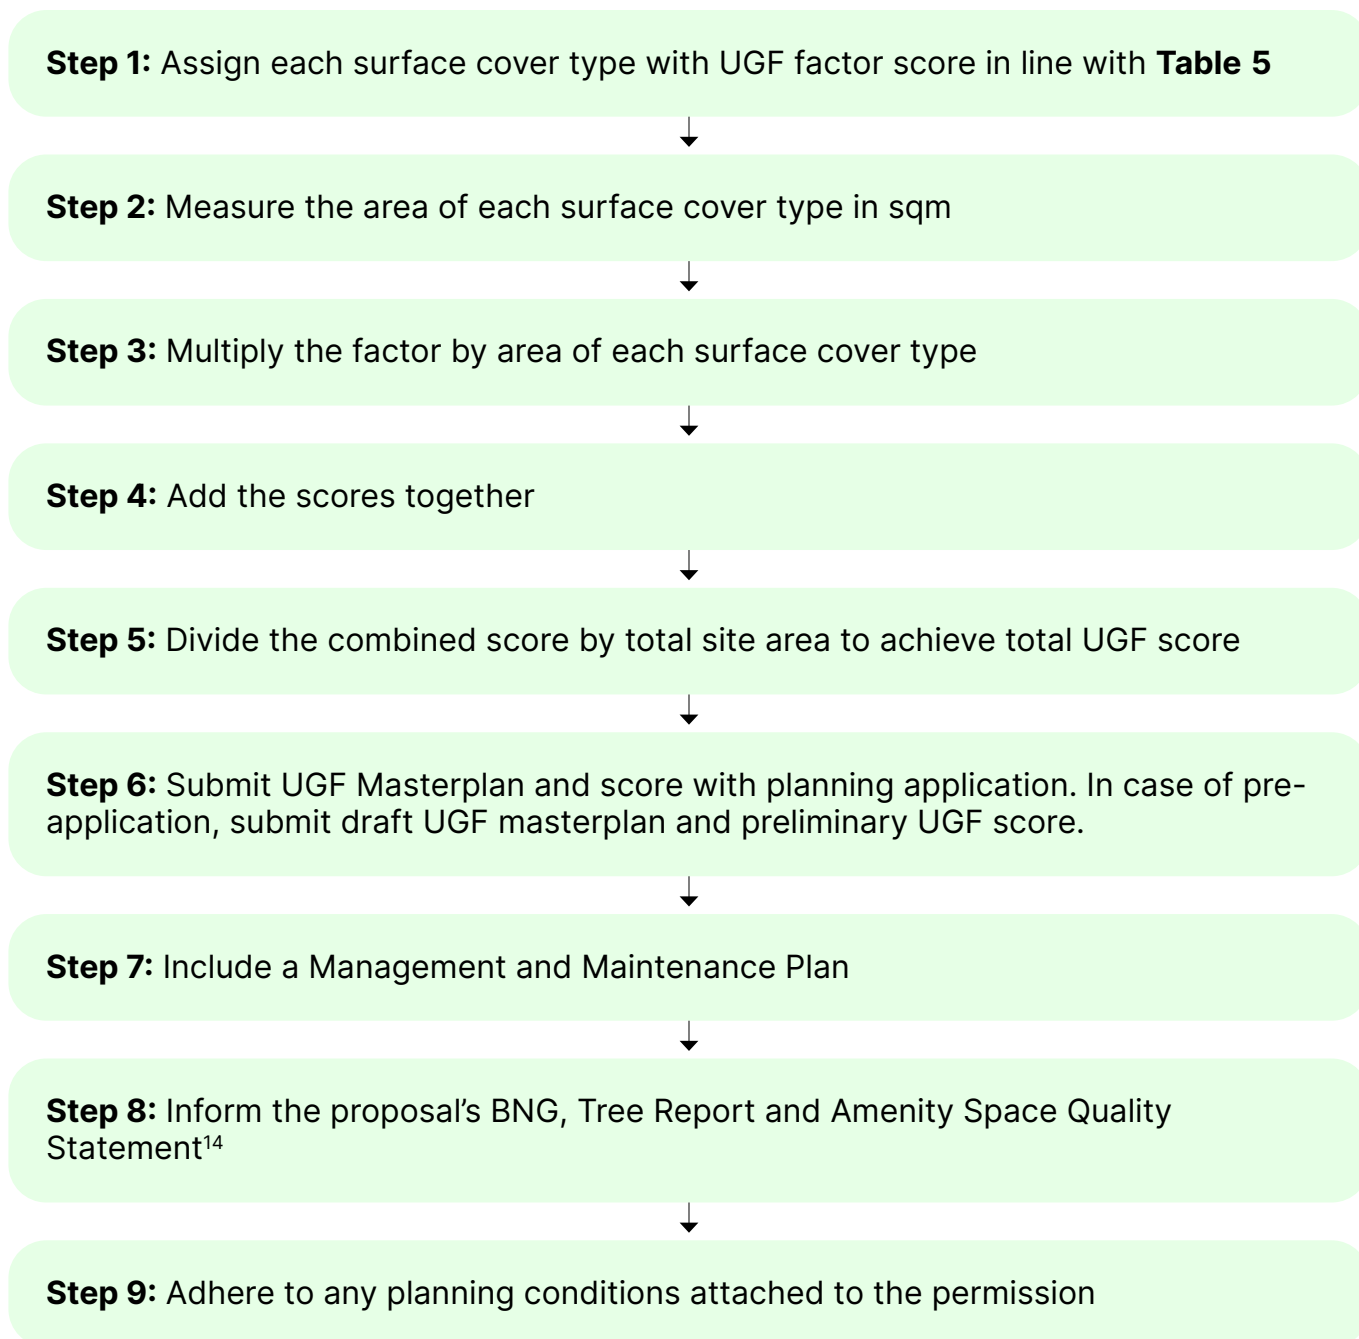 Step 1: Assign each surface cover type with UGF factor score in line with Table 5
Step 2: Measure the area of each surface cover type in sqm
Step 3: Multiply the factor by area of each surface cover type
Step 4: Add the scores together
Step 5: Divide the combined score by total site area to achieve total UGF score
Step 6: Submit UGF Masterplan and score with planning application. In case of pre-
application, submit draft UGF masterplan and preliminary UGF score.
Step 7: Include a Management and Maintenance Plan
Step 8: Inform the proposal’s BNG, Tree Report and Amenity Space Quality
Statement¹⁴
Step 9: Adhere to any planning conditions attached to the permission